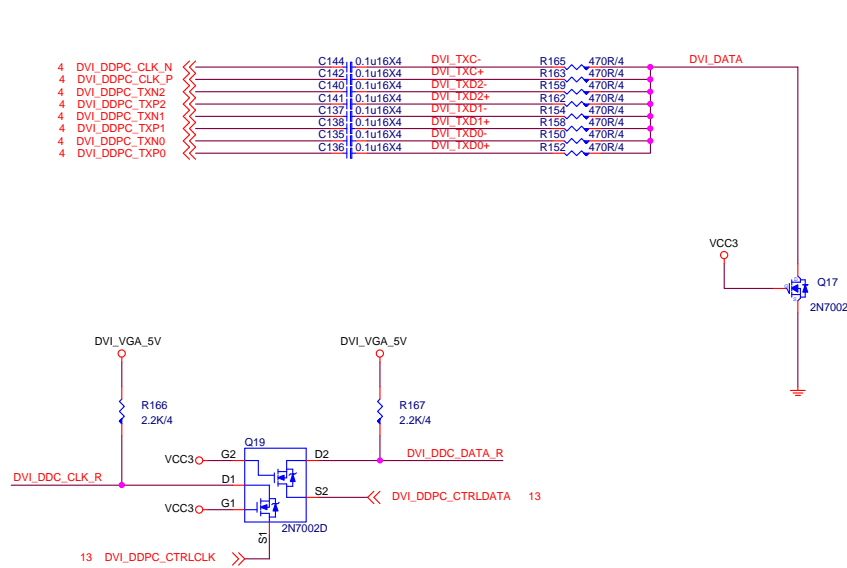 4 DVI_DDPC_CLK_N C144 0.1u16X4 DVI_TXC- R165 470R/4 DVI_DATA
4 DVI_DDPC_CLK_P C142 0.1u16X4 DVI_TXC+ R163 470R/4
4 DVI_DDPC_TXN2 C140 0.1u16X4 DVI_TXD2- R159 470R/4
4 DVI_DDPC_TXP2 C141 0.1u16X4 DVI_TXD2+ R162 470R/4
4 DVI_DDPC_TXN1 C137 0.1u16X4 DVI_TXD1- R154 470R/4
4 DVI_DDPC_TXP1 C138 0.1u16X4 DVI_TXD1+ R158 470R/4
4 DVI_DDPC_TXN0 C135 0.1u16X4 DVI_TXD0- R150 470R/4
4 DVI_DDPC_TXP0 C136 0.1u16X4 DVI_TXD0+ R152 470R/4
VCC3
Q17
2N7002
DVI_VGA_5V DVI_VGA_5V
R166 R167
2.2K/4 2.2K/4
Q19
VCC3 G2 D2 DVI_DDC_DATA_R
DVI_DDC_CLK_R D1
S2 DVI_DDPC_CTRLDATA 13
VCC3 G1
2N7002D
S1
13 DVI_DDPC_CTRLCLK